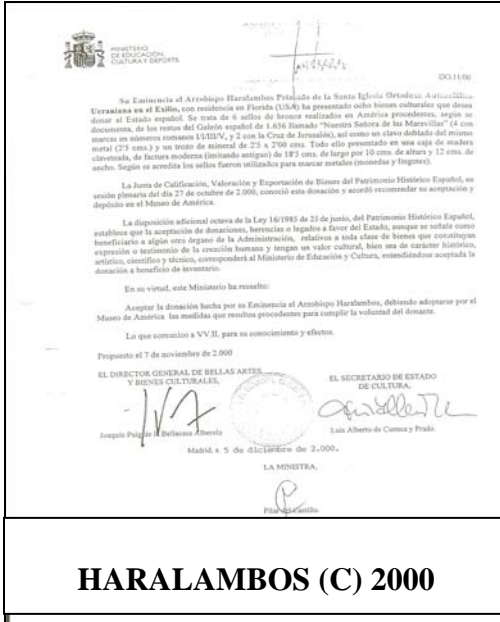 MINISTERIO
DE EDUCACIÓN,
CULTURA Y DEPORTE
DO.11/00
Su Eminencia el Arzobispo Haralambos Primado de la Santa Iglesia Ortodoxa Autocéfala
Ucraniana en el Exilio, con residencia en Florida (USA) ha presentado ocho bienes culturales que desea
donar al Estado español. Se trata de 6 sellos de bronce realizados en América procedentes, según se
documenta, de los restos del Galeón español de 1.656 llamado "Nuestra Señora de las Maravillas" (4 con
marcas en números romanos I/I/III/V, y 2 con la Cruz de Jerusalén), así como un clavo doblado del mismo
metal (2'5 cms.) y un trozo de mineral de 2'5 x 2'00 cms. Todo ello presentado en una caja de madera
claveteada, de factura moderna (imitando antiguo) de 18'5 cms. de largo por 10 cms. de altura y 12 cms. de
ancho. Según se acredita los sellos fueron utilizados para marcar metales (monedas y lingotes).
La Junta de Calificación, Valoración y Exportación de Bienes del Patrimonio Histórico Español, en
sesión plenaria del día 27 de octubre de 2.000, conoció esta donación y acordó recomendar su aceptación y
depósito en el Museo de América.
La disposición adicional octava de la Ley 16/1985 de 25 de junio, del Patrimonio Histórico Español,
establece que la aceptación de donaciones, herencias o legados a favor del Estado, aunque se señale como
beneficiario a algún otro órgano de la Administración, relativos a toda clase de bienes que constituyan
expresión o testimonio de la creación humana y tengan un valor cultural, bien sea de carácter histórico,
artístico, científico y técnico, corresponderá al Ministerio de Educación y Cultura, entendiéndose aceptada la
donación a beneficio de inventario.
En su virtud, este Ministerio ha resuelto:
Aceptar la donación hecha por su Eminencia el Arzobispo Haralambos, debiendo adoptarse por el
Museo de América las medidas que resulten procedentes para cumplir la voluntad del donante.
Lo que comunico a VV.II. para su conocimiento y efectos.
Propuesto el 7 de noviembre de 2.000
EL DIRECTOR GENERAL DE BELLAS ARTES
Y BIENES CULTURALES,
EL SECRETARIO DE ESTADO
DE CULTURA,
Joaquín Puig de la Bellacasa Alberola
Luis Alberto de Cuenca y Prado.
Madrid a 5 de diciembre de 2.000.
LA MINISTRA,
Pilar del Castillo
HARALAMBOS (C) 2000